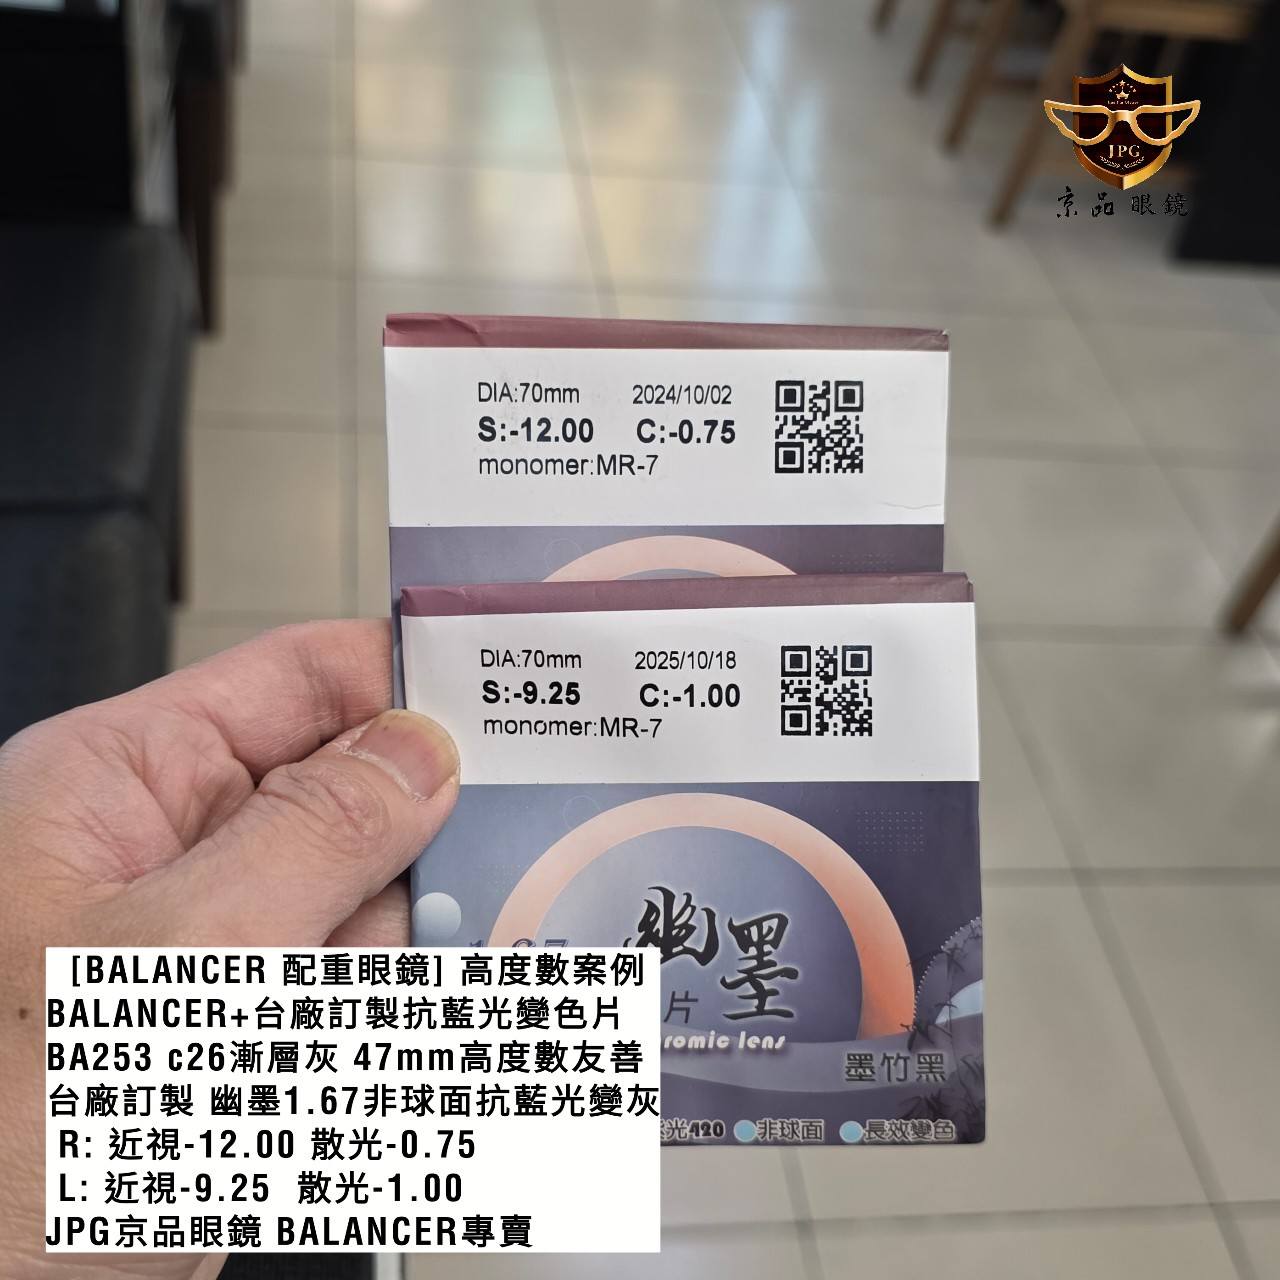 JPG
京品眼鏡
DIA:70mm 2024/10/02
S:-12.00 C:-0.75
monomer:MR-7
DIA:70mm 2025/10/18
S:-9.25 C:-1.00
monomer:MR-7
幽墨
片
romic lens
墨竹黑
光420 非球面 長效變色
[BALANCER 配重眼鏡] 高度數案例
BALANCER+台廠訂製抗藍光變色片
BA253 c26漸層灰 47mm高度數友善
台廠訂製 幽墨1.67非球面抗藍光變灰
R: 近視-12.00 散光-0.75
L: 近視-9.25 散光-1.00
JPG京品眼鏡 BALANCER專賣